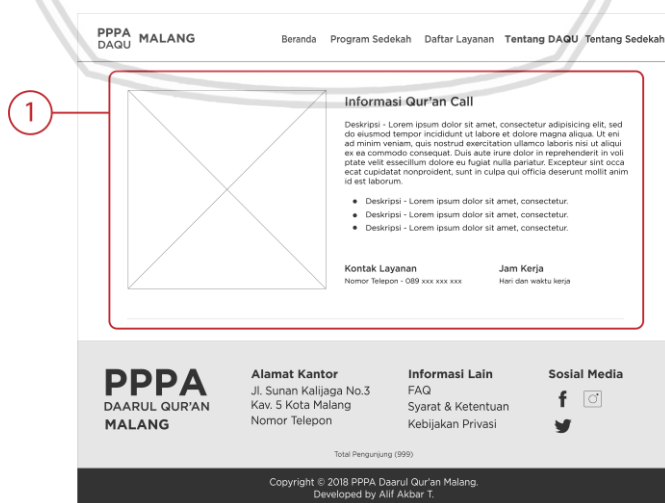 PPPA
DAQU
MALANG
Beranda Program Sedekah Daftar Layanan Tentang DAQU Tentang Sedekah
1
Informasi Qur'an Call
Deskripsi - Lorem ipsum dolor sit amet, consectetur adipisicing elit, sed
do eiusmod tempor incididunt ut labore et dolore magna aliqua. Ut eni
ad minim veniam, quis nostrud exercitation ullamco laboris nisi ut aliqui
ex ea commodo consequat. Duis aute irure dolor in reprehenderit in voli
ptate velit essecillum dolore eu fugiat nulla pariatur. Excepteur sint occa
ecat cupidatat nonproident, sunt in culpa qui officia deserunt mollit anim
id est laborum.
Deskripsi - Lorem ipsum dolor sit amet, consectetur.
Deskripsi - Lorem ipsum dolor sit amet, consectetur.
Deskripsi - Lorem ipsum dolor sit amet, consectetur.
Kontak Layanan
Nomor Telepon - 089 xxx xxx xxx
Jam Kerja
Hari dan waktu kerja
PPPA
DAARUL QUR'AN
MALANG
Alamat Kantor
Jl. Sunan Kalijaga No.3
Kav. 5 Kota Malang
Nomor Telepon
Informasi Lain
FAQ
Syarat & Ketentuan
Kebijakan Privasi
Sosial Media
Total Pengunjung (999)
Copyright © 2018 PPPA Daarul Qur'an Malang.
Developed by Alif Akbar T.